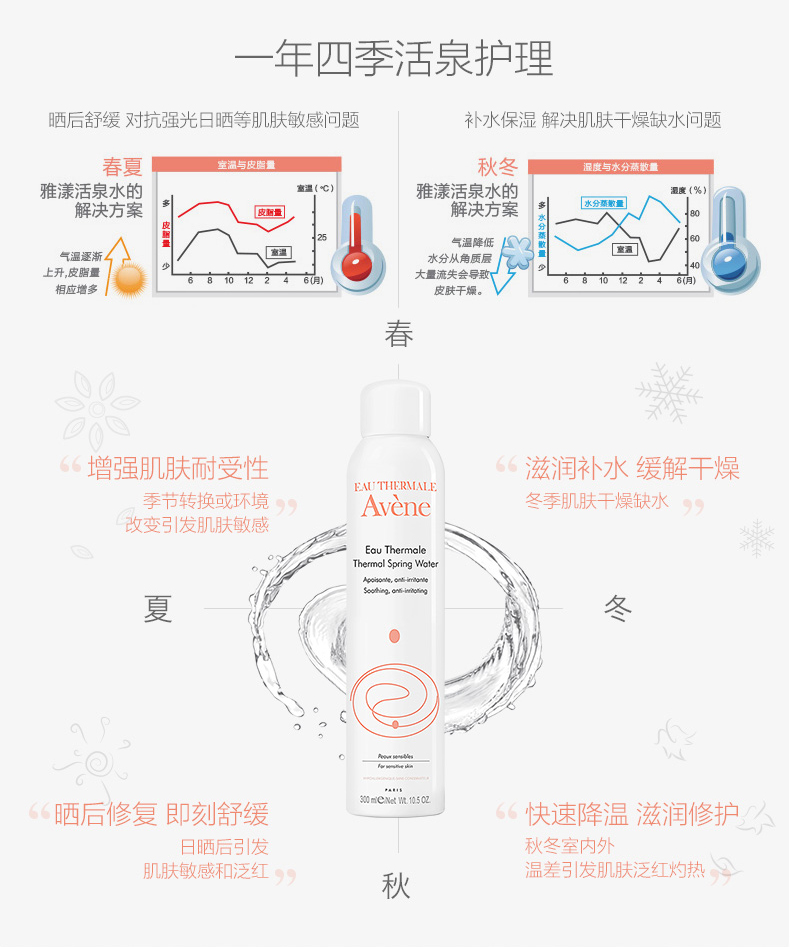 一年四季活泉护理
晒后舒缓 对抗强光日晒等肌肤敏感问题
春夏
雅漾活泉水的
解决方案
气温逐渐
上升,皮脂量
相应增多
室温与皮脂量
室温(℃)
多
皮脂量
少
皮脂量
室温
25
6 8 10 12 2 4 6(月)
补水保湿 解决肌肤干燥缺水问题
秋冬
雅漾活泉水的
解决方案
气温降低
水分从角质层
大量流失会导致
皮肤干燥。
湿度与水分蒸散量
湿度(%)
多
水分蒸散量
少
水分蒸散量
室温
80
60
40
6 8 10 12 2 4 6(月)
春
“增强肌肤耐受性
季节转换或环境
改变引发肌肤敏感”
“滋润补水 缓解干燥
冬季肌肤干燥缺水”
EAU THERMALE
Avène
Eau Thermale
Thermal Spring Water
Apaisante, anti-irritante
Soothing, anti-irritating
夏
冬
Peaux sensibles
For sensitive skin
PARIS
300 ml e Net Wt. 10.5 OZ.
“晒后修复 即刻舒缓
日晒后引发
肌肤敏感和泛红”
“快速降温 滋润修护
秋冬室内外
温差引发肌肤泛红灼热”
秋